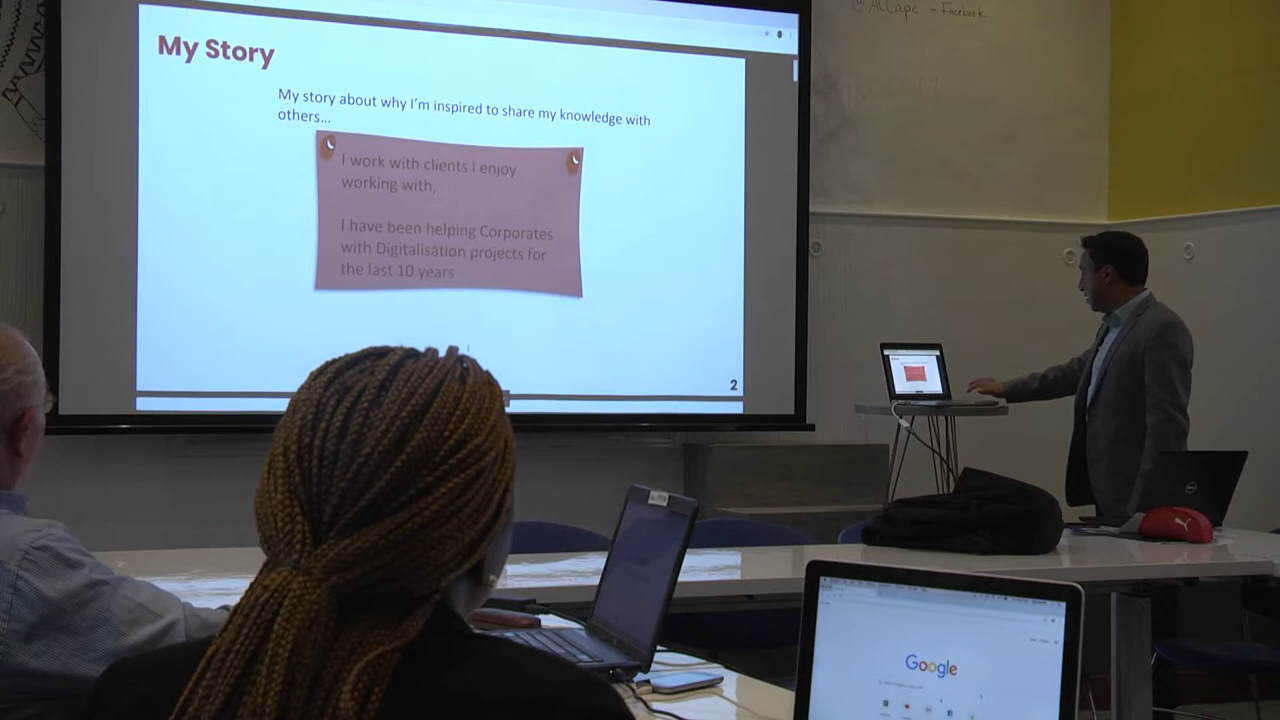 @ AllCape - Facebook
My Story
My story about why I'm inspired to share my knowledge with
others...
I work with clients I enjoy
working with,
I have been helping Corporates
with Digitalisation projects for
the last 10 years
2
Google